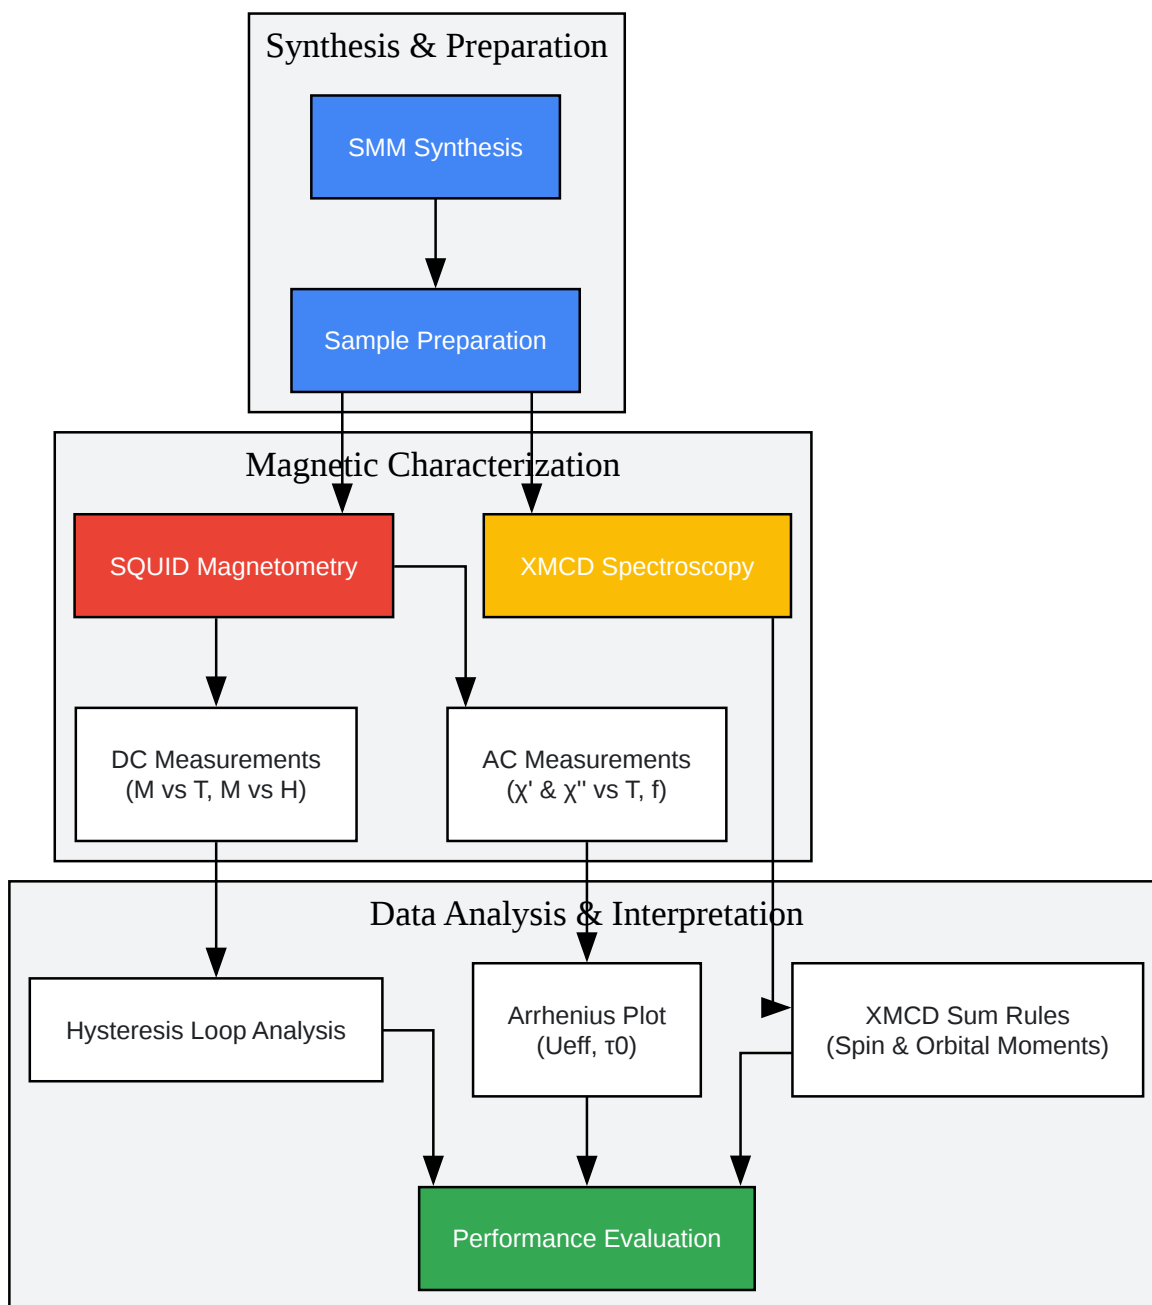 Synthesis & Preparation
SMM Synthesis
Sample Preparation
Magnetic Characterization
SQUID Magnetometry
XMCD Spectroscopy
DC Measurements
(M vs T, M vs H)
AC Measurements
(χ' & χ'' vs T, f)
Data Analysis & Interpretation
Hysteresis Loop Analysis
Arrhenius Plot
(Ueff, τ0)
XMCD Sum Rules
(Spin & Orbital Moments)
Performance Evaluation